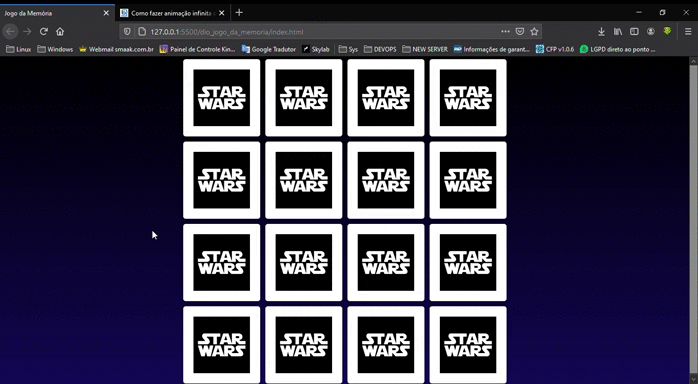 Jogo da Memória
Como fazer animação infinita
127.0.0.1:5500/dio_jogo_da_memoria/index.html
Linux Windows Webmail smaak.com.br Painel de Controle Kin... Google Tradutor Skylab Sys DEVOPS NEW SERVER Informações de garant... CFP v1.0.6 LGPD direto ao ponto ...
STAR WARS STAR WARS STAR WARS STAR WARS
STAR WARS STAR WARS STAR WARS STAR WARS
STAR WARS STAR WARS STAR WARS STAR WARS
STAR WARS STAR WARS STAR WARS STAR WARS